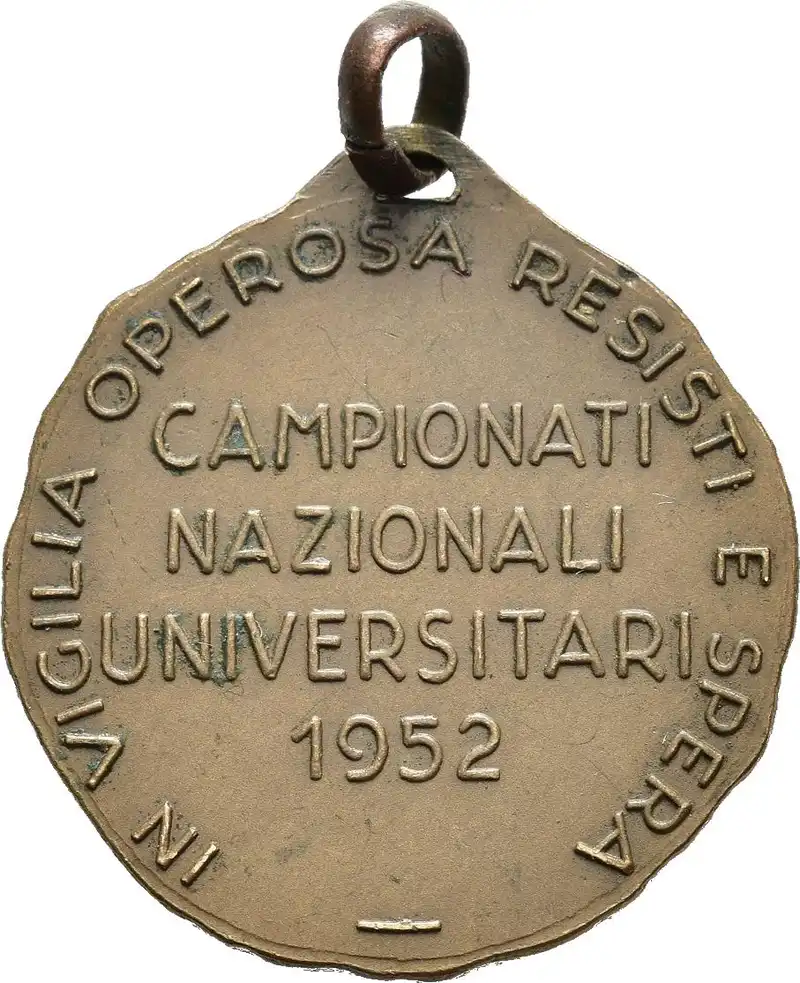 IN VIGILIA OPEROSA RESISTI E SPERA
CAMPIONATI
NAZIONALI
UNIVERSITARI
1952